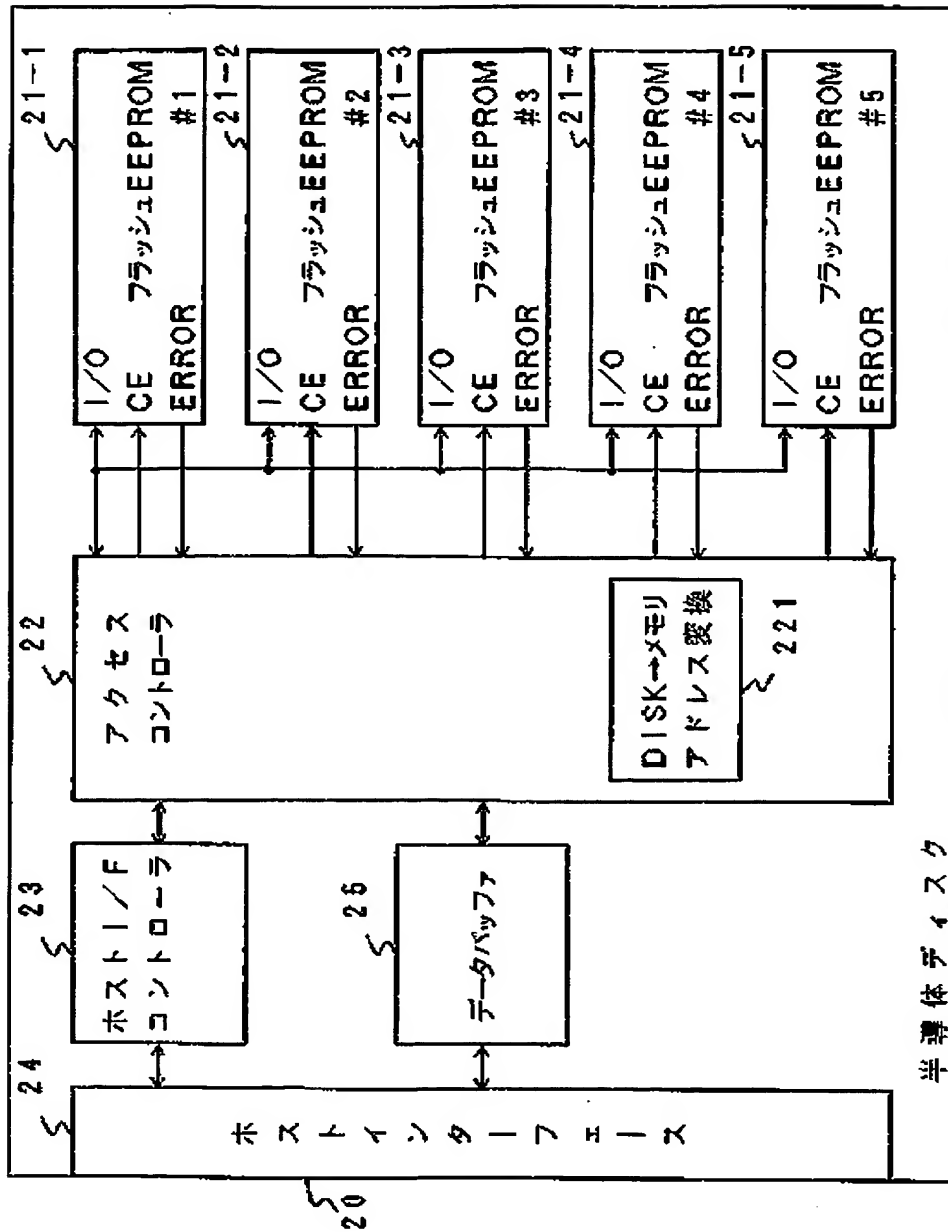 20
24
ホストインターフェース
23
ホストI/F
コントローラ
26
データバッファ
22
アクセス
コントローラ
DISK→メモリ
アドレス変換
221
21-1
I/O
CE フラッシュEEPROM
ERROR #1
21-2
I/O
CE フラッシュEEPROM
ERROR #2
21-3
I/O
CE フラッシュEEPROM
ERROR #3
21-4
I/O
CE フラッシュEEPROM
ERROR #4
21-5
I/O
CE フラッシュEEPROM
ERROR #5
半導体ディスク